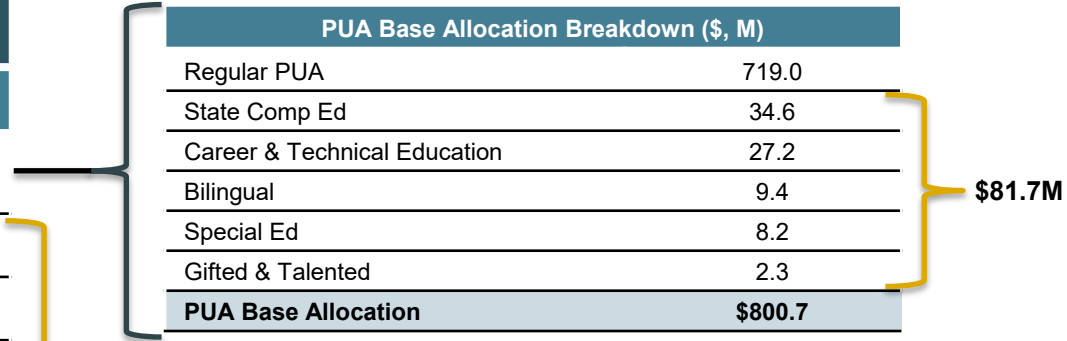 PUA Base Allocation Breakdown ($, M)
Regular PUA 719.0
State Comp Ed 34.6
Career & Technical Education 27.2
Bilingual 9.4
$81.7M
Special Ed 8.2
Gifted & Talented 2.3
PUA Base Allocation $800.7